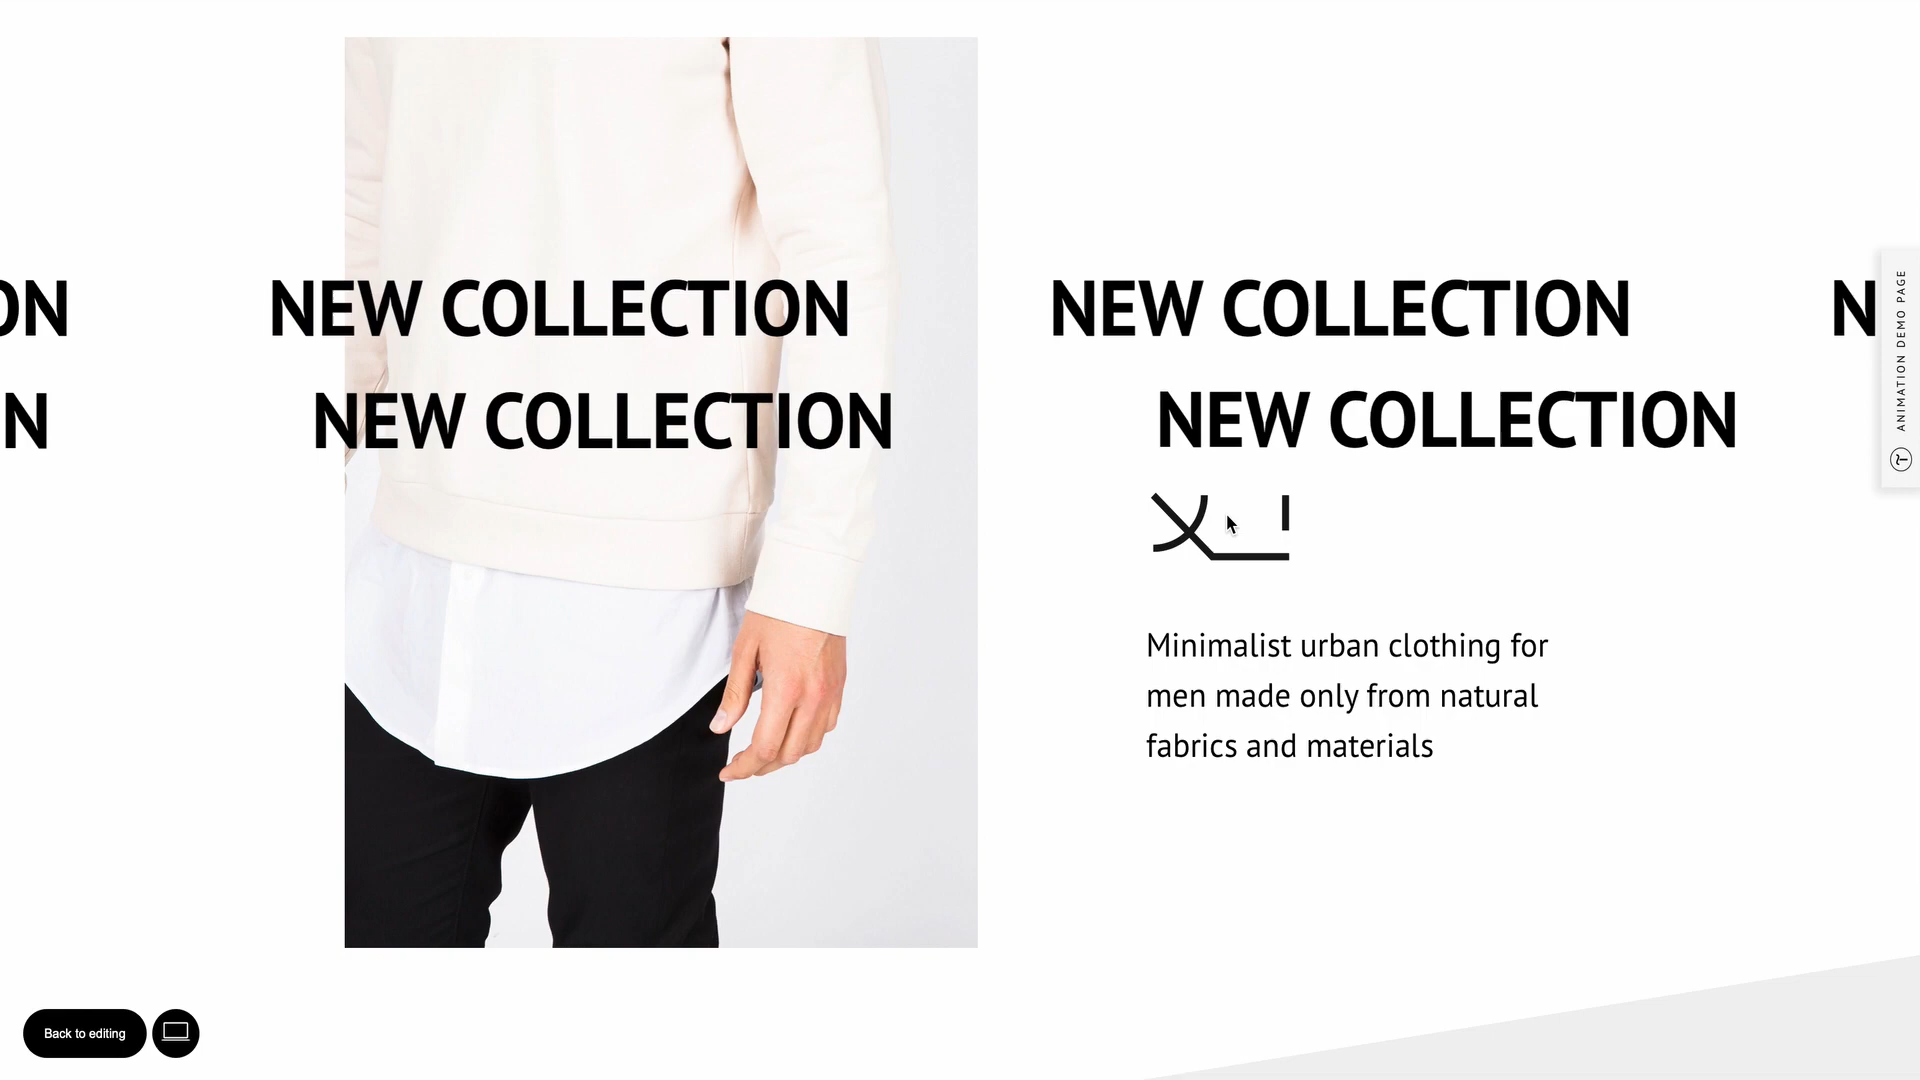 ON NEW COLLECTION NEW COLLECTION N
N NEW COLLECTION NEW COLLECTION
Minimalist urban clothing for
men made only from natural
fabrics and materials
ANIMATION DEMO PAGE
Back to editing